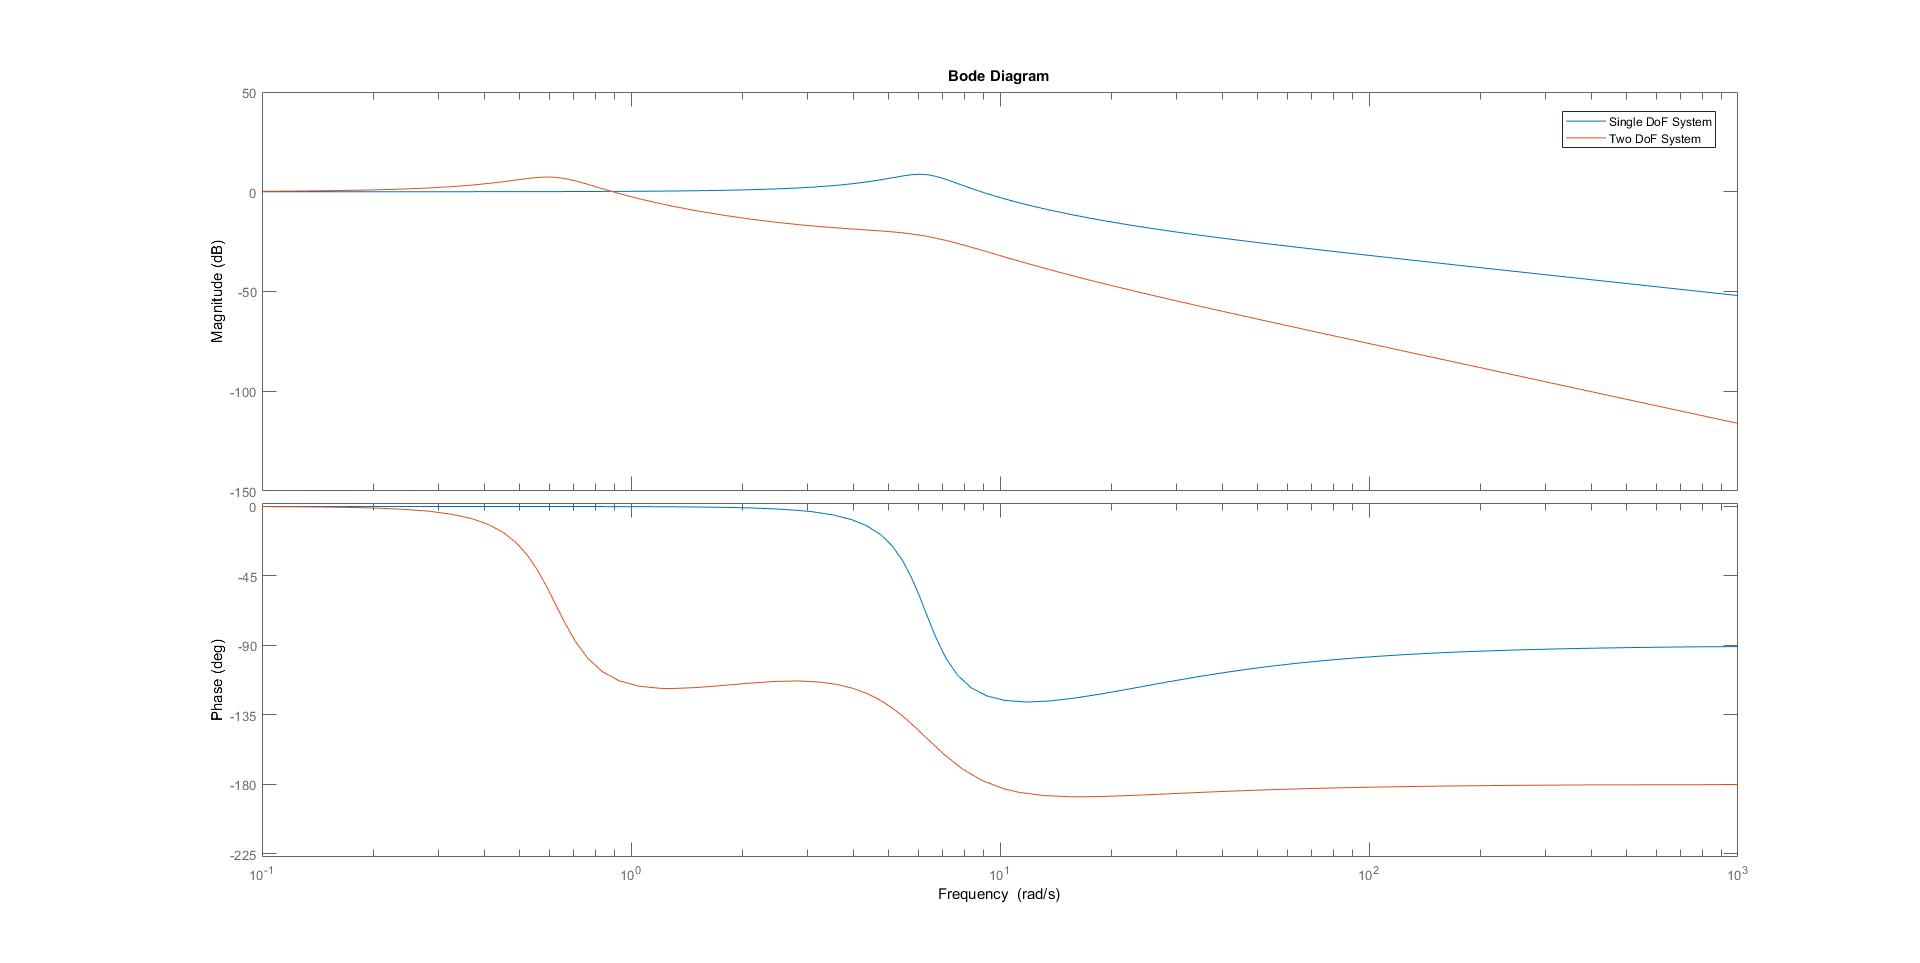 Bode Diagram
50
0
-50
-100
-150
Magnitude (dB)
Single DoF System
Two DoF System
0
-45
-90
-135
-180
-225
Phase (deg)
10^-1
10^0
10^1
10^2
10^3
Frequency (rad/s)